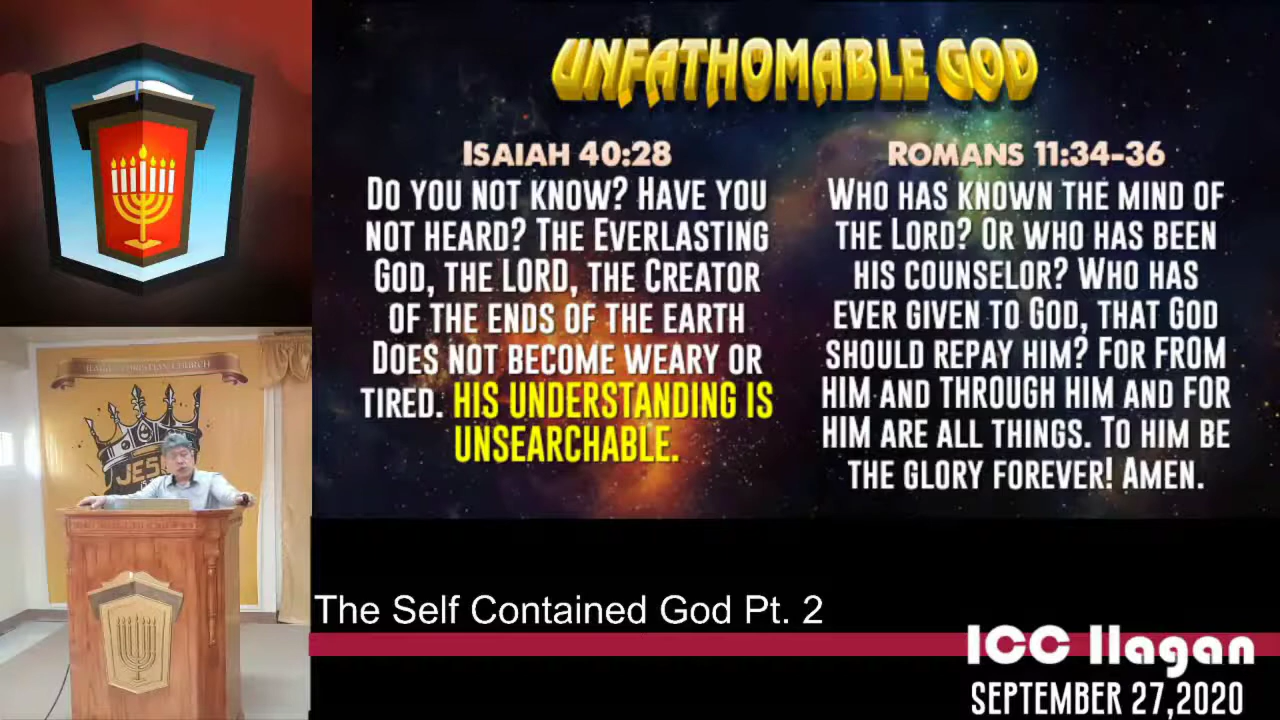 UNFATHOMABLE GOD
ISAIAH 40:28
DO YOU NOT KNOW? HAVE YOU
NOT HEARD? THE EVERLASTING
GOD, THE LORD, THE CREATOR
OF THE ENDS OF THE EARTH
DOES NOT BECOME WEARY OR
TIRED. HIS UNDERSTANDING IS
UNSEARCHABLE.
ROMANS 11:34-36
WHO HAS KNOWN THE MIND OF
THE LORD? OR WHO HAS BEEN
HIS COUNSELOR? WHO HAS
EVER GIVEN TO GOD, THAT GOD
SHOULD REPAY HIM? FOR FROM
HIM AND THROUGH HIM AND FOR
HIM ARE ALL THINGS. TO HIM BE
THE GLORY FOREVER! AMEN.
CHRISTIAN CHURCH
JES
The Self Contained God Pt. 2
ICC Ilagan
SEPTEMBER 27,2020